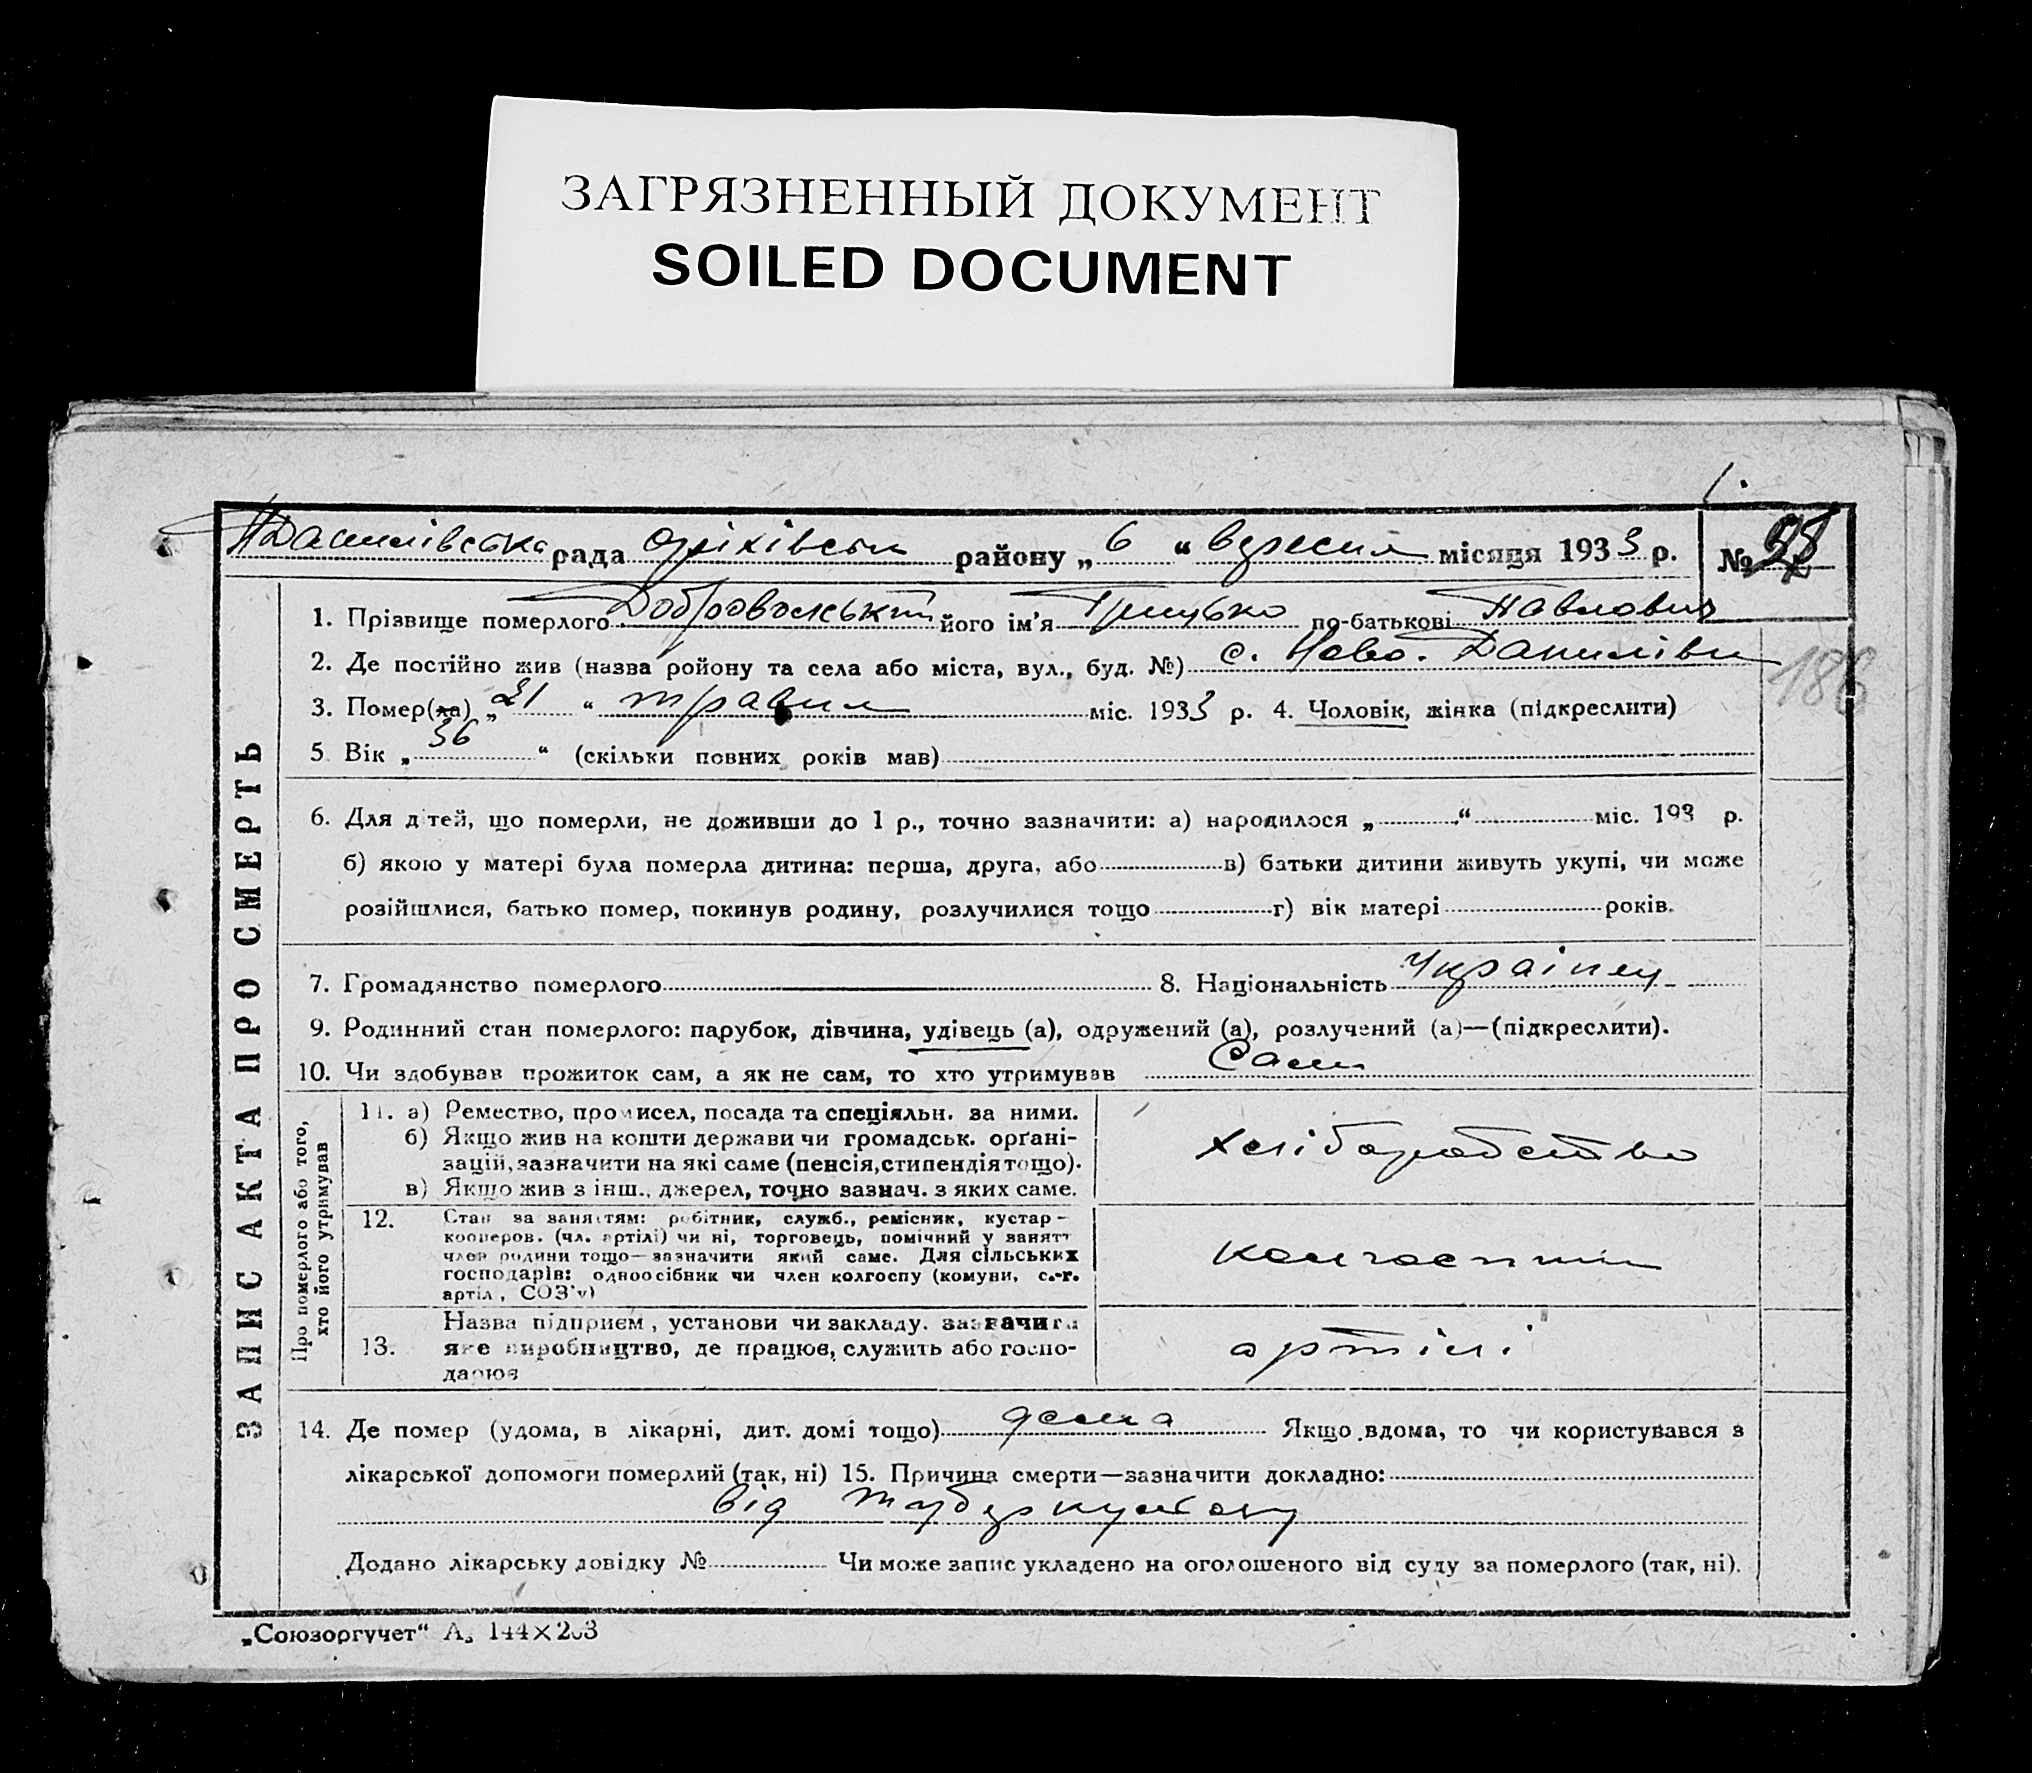 ЗАГРЯЗНЕННЫЙ ДОКУМЕНТ
SOILED DOCUMENT
Н Данилівська рада Оріхівськ району „ 6 “ вересня місяця 1933 р. №
1. Прізвище померлого Добровольський його ім'я Грицько по-батькові Павлович
2. Де постійно жив (назва ройону та села або міста, вул., буд. №) с. Ново. Данилівки
186
3. Помер(ла) „ 21 “ травня міс. 1933 р. 4. Чоловік, жінка (підкреслити)
5. Вік „ 36 “ (скільки повних років мав)
6. Для дітей, що померли, не доживши до 1 р., точно зазначити: а) народилося „ “ міс. 193 р.
б) якою у матері була померла дитина: перша, друга, або в) батьки дитини живуть укупі, чи може
розійшлися, батько помер, покинув родину, розлучилися тощо г) вік матері років.
7. Громадянство померлого 8. Національність Українец
9. Родинний стан померлого: парубок, дівчина, удівець (а), одружений (а), розлучений (а)—(підкреслити).
10. Чи здобував прожиток сам, а як не сам, то хто утримував Сам
ЗАПИС АКТА ПРО СМЕРТЬ
Про померлого або того,
хто його утримував
11. а) Ремество, промисел, посада та спеціяльн. за ними.
б) Якщо жив на кошти держави чи громадськ. орґані-
зацій, зазначити на які саме (пенсія, стипендія тощо).
в) Якщо жив з інш., джерел, точно зазнач. з яких саме.
хліборобство
12. Стан за заняттям: робітник, служб., ремісник, кустар-
кооперов. (чл. артілі) чи ні, торговець, помічний у занятт
член родини тощо—зазначити який саме. Для сільських
господарів: одноосібник чи член колгоспу (комуни, с.-г.
артіл, СОЗ'у)
колгоспник
13. Назва підприєм, установи чи закладу. зазначити
яке виробництво, де працює, служить або госпо-
дарює
артілі
14. Де помер (удома, в лікарні, дит. домі тощо) дома Якщо вдома, то чи користувався з
лікарської допомоги померлий (так, ні) 15. Причина смерти—зазначити докладно:
від туберкульозу
Додано лікарську довідку № Чи може запис укладено на оголошеного від суду за померлого (так, ні).
„Союзоргучет“ А5 144×203